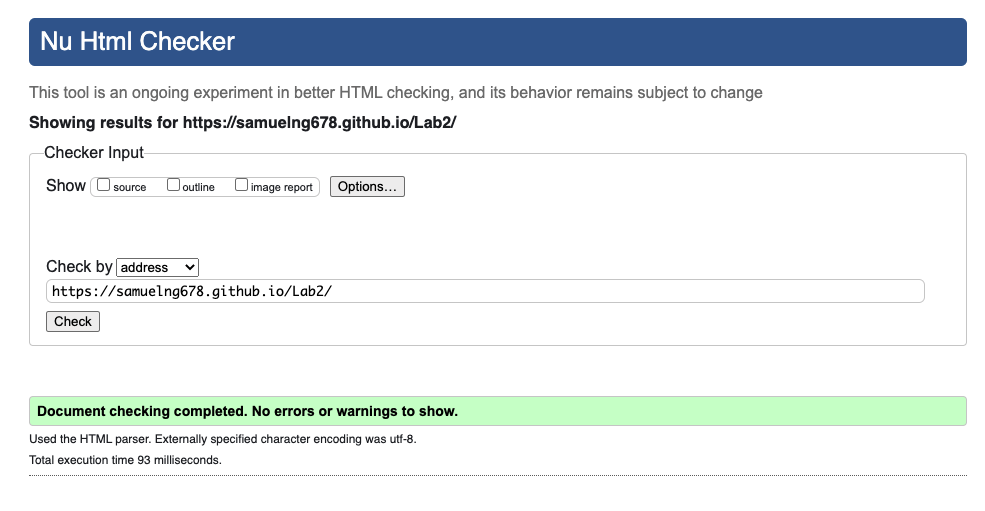 Nu Html Checker
This tool is an ongoing experiment in better HTML checking, and its behavior remains subject to change
Showing results for https://samuelng678.github.io/Lab2/
Checker Input
Show source outline image report Options...
Check by address
https://samuelng678.github.io/Lab2/
Check
Document checking completed. No errors or warnings to show.
Used the HTML parser. Externally specified character encoding was utf-8.
Total execution time 93 milliseconds.